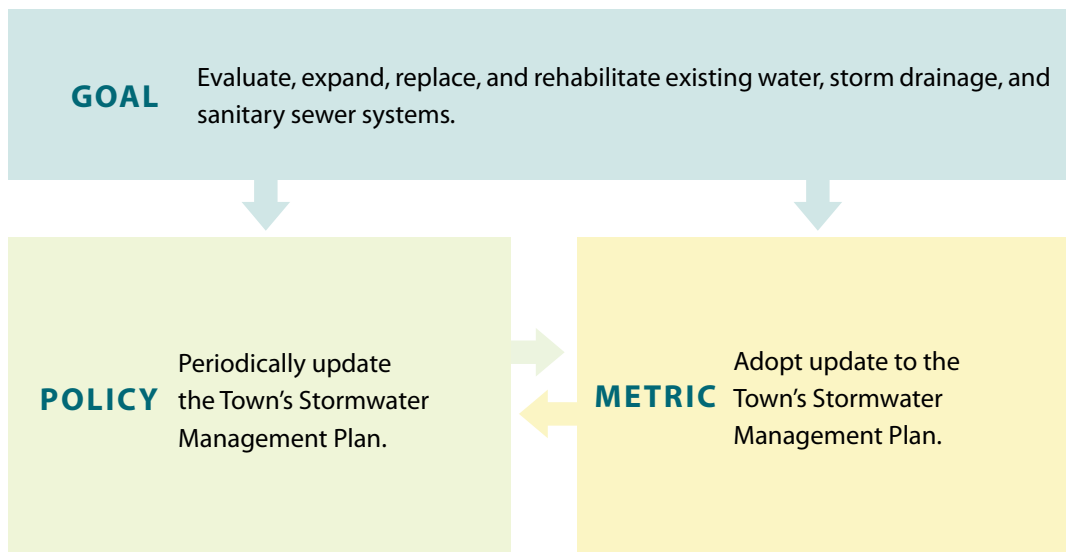 GOAL
Evaluate, expand, replace, and rehabilitate existing water, storm drainage, and
sanitary sewer systems.
POLICY
Periodically update
the Town’s Stormwater
Management Plan.
METRIC
Adopt update to the
Town’s Stormwater
Management Plan.